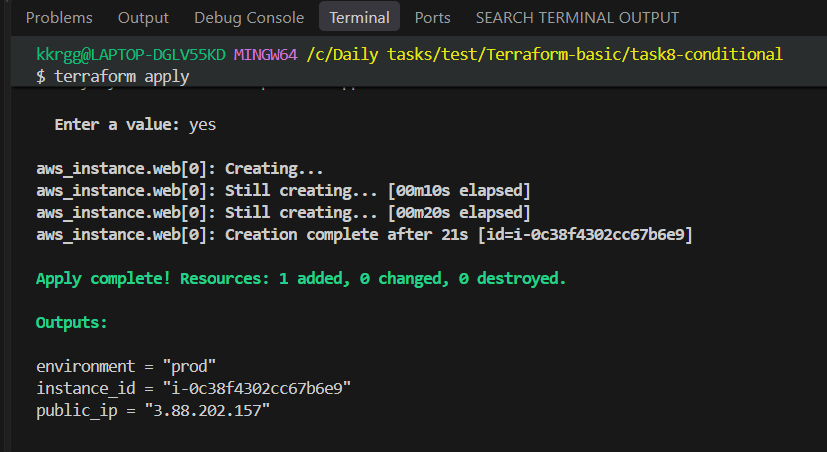 Problems Output Debug Console Terminal Ports SEARCH TERMINAL OUTPUT
kkrgg@LAPTOP-DGLV55KD MINGW64 /c/Daily tasks/test/Terraform-basic/task8-conditional
$ terraform apply
Enter a value: yes
aws_instance.web[0]: Creating...
aws_instance.web[0]: Still creating... [00m10s elapsed]
aws_instance.web[0]: Still creating... [00m20s elapsed]
aws_instance.web[0]: Creation complete after 21s [id=i-0c38f4302cc67b6e9]
Apply complete! Resources: 1 added, 0 changed, 0 destroyed.
Outputs:
environment = "prod"
instance_id = "i-0c38f4302cc67b6e9"
public_ip = "3.88.202.157"